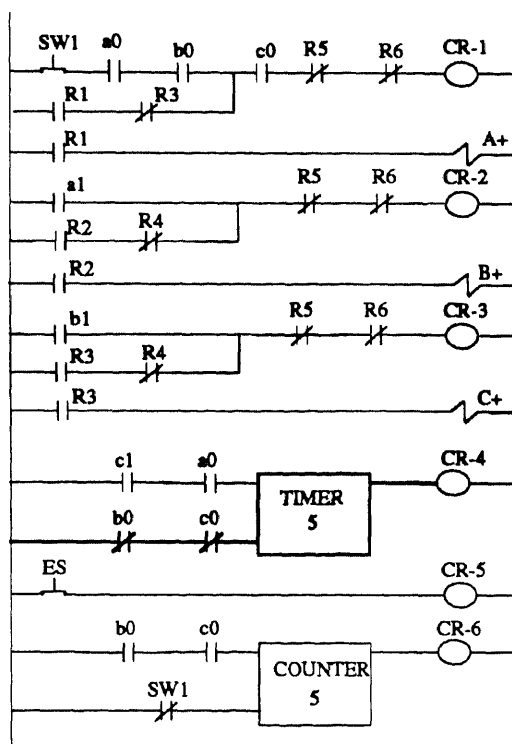 SW1 a0 b0 c0 R5 R6 CR-1
R1 R3
R1 A+
a1 R5 R6 CR-2
R2 R4
R2 B+
b1 R5 R6 CR-3
R3 R4
R3 C+
c1 a0 CR-4
TIMER
5
b0 c0
ES CR-5
b0 c0 CR-6
COUNTER
5
SW1